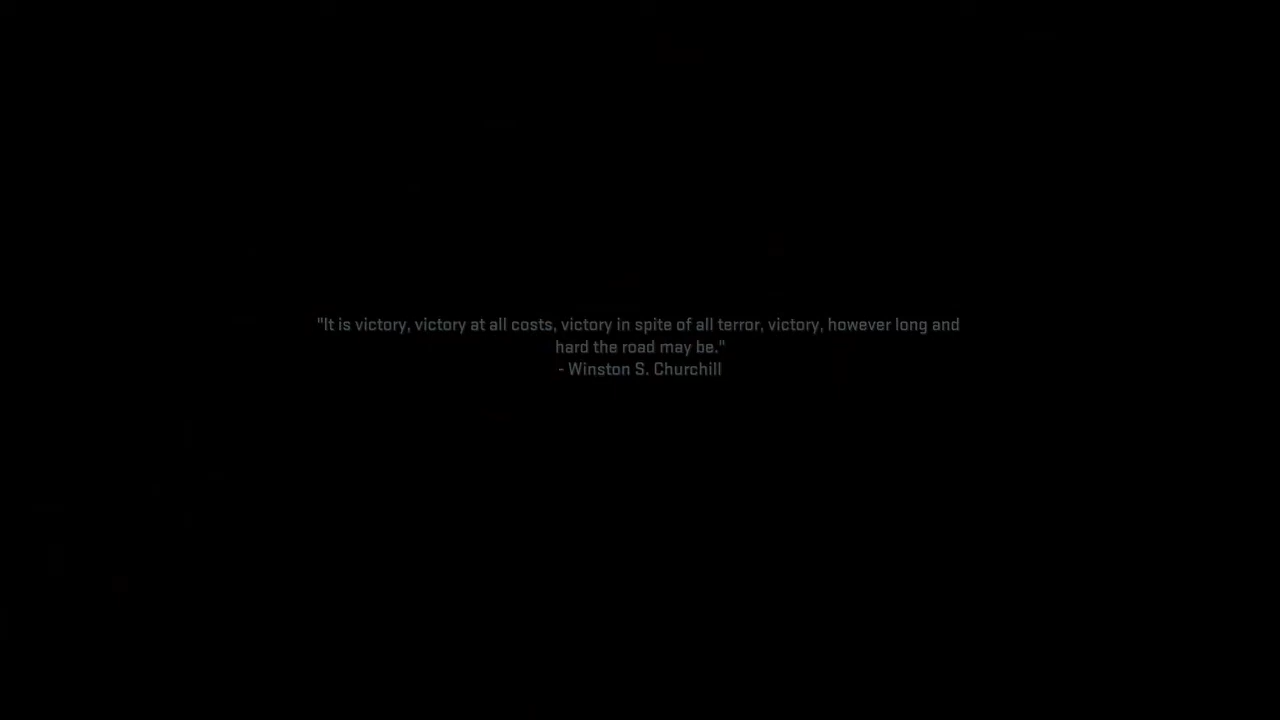 "It is victory, victory at all costs, victory in spite of all terror, victory, however long and
hard the road may be."
- Winston S. Churchill